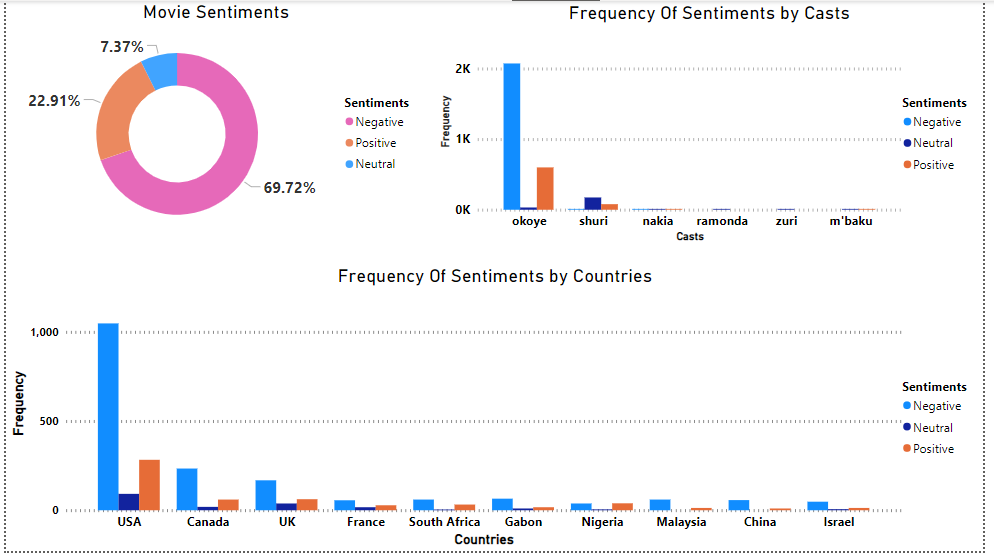 Movie Sentiments
7.37%
22.91%
69.72%
Sentiments
Negative
Positive
Neutral
Frequency Of Sentiments by Casts
Frequency
2K
1K
0K
okoye shuri nakia ramonda zuri m'baku
Casts
Sentiments
Negative
Neutral
Positive
Frequency Of Sentiments by Countries
Frequency
1,000
500
0
USA Canada UK France South Africa Gabon Nigeria Malaysia China Israel
Countries
Sentiments
Negative
Neutral
Positive